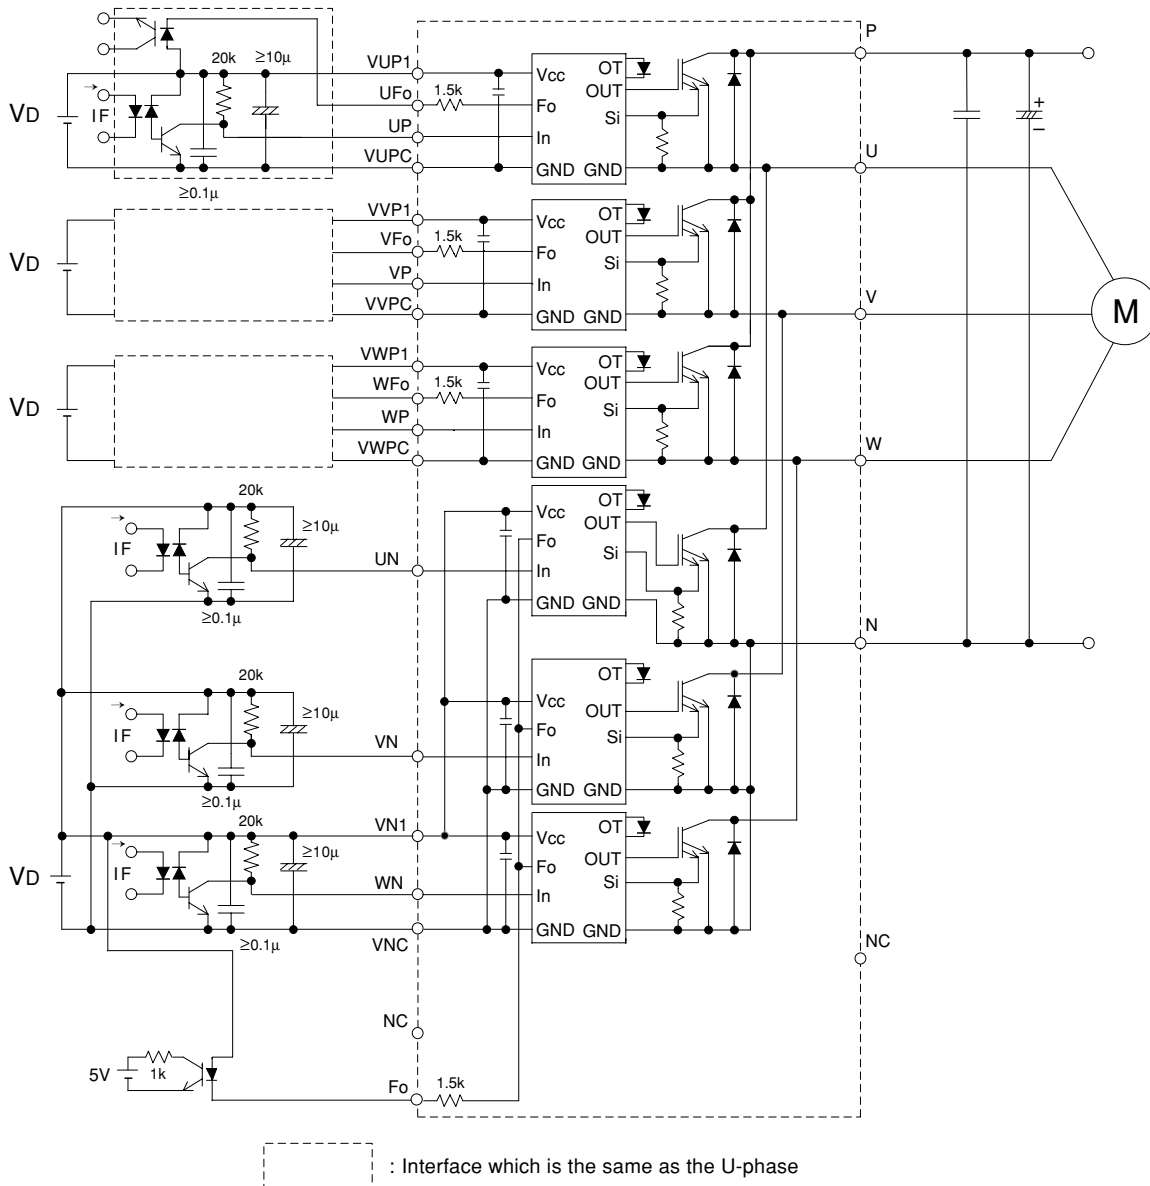 P
20k
≥10µ
VUP1
Vcc
OT
OUT
VD
IF
UFo
1.5k
Fo
Si
+
–
UP
In
VUPC
GND GND
U
≥0.1µ
VVP1
Vcc
OT
OUT
VD
VFo
1.5k
Fo
Si
VP
In
VVPC
GND GND
V
M
VWP1
Vcc
OT
OUT
VD
WFo
1.5k
Fo
Si
WP
In
VWPC
GND GND
W
20k
≥10µ
IF
Vcc
OT
OUT
Fo
Si
UN
In
GND GND
≥0.1µ
N
20k
≥10µ
IF
Vcc
OT
OUT
Fo
Si
VN
In
GND GND
≥0.1µ
20k
VN1
Vcc
OT
OUT
≥10µ
IF
VD
Fo
Si
WN
In
GND GND
≥0.1µ
VNC
NC
NC
5V
1k
Fo
1.5k
: Interface which is the same as the U-phase